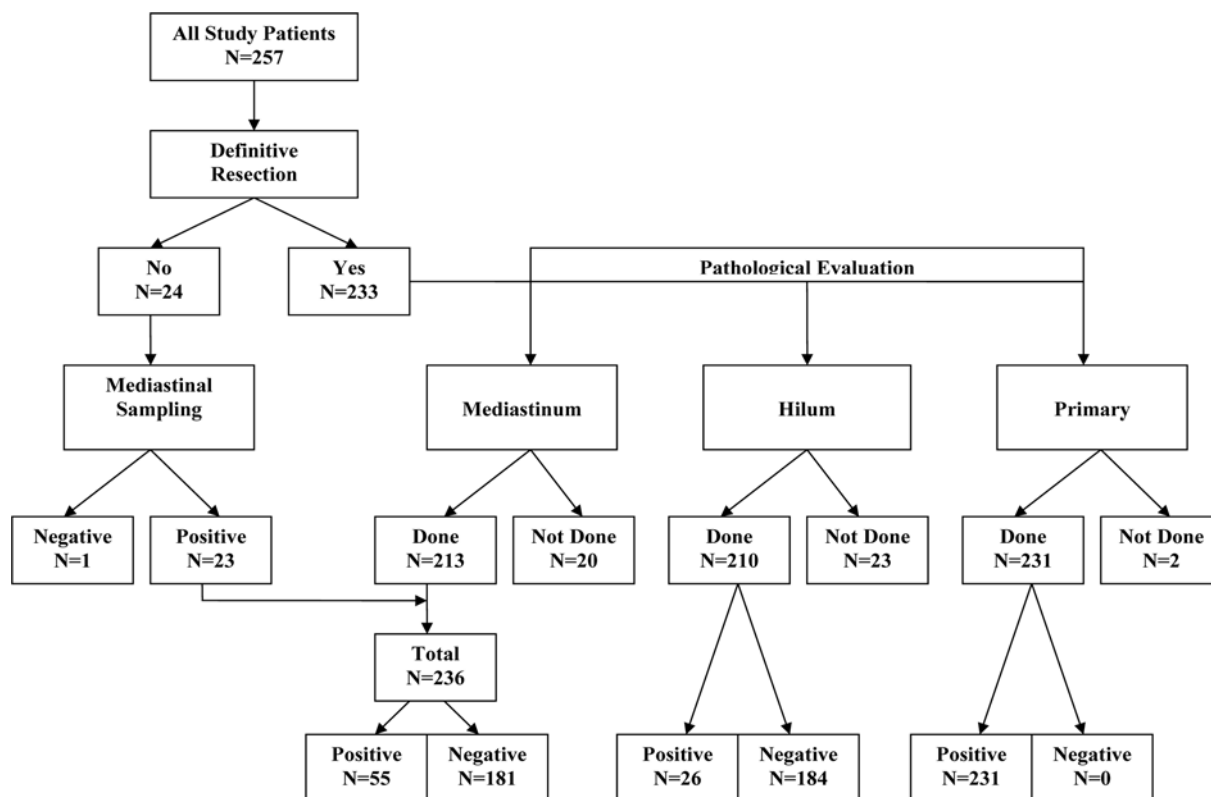 All Study Patients
N=257
Definitive
Resection
No
N=24
Yes
N=233
Pathological Evaluation
Mediastinal
Sampling
Mediastinum
Hilum
Primary
Negative
N=1
Positive
N=23
Done
N=213
Not Done
N=20
Done
N=210
Not Done
N=23
Done
N=231
Not Done
N=2
Total
N=236
Positive
N=55
Negative
N=181
Positive
N=26
Negative
N=184
Positive
N=231
Negative
N=0